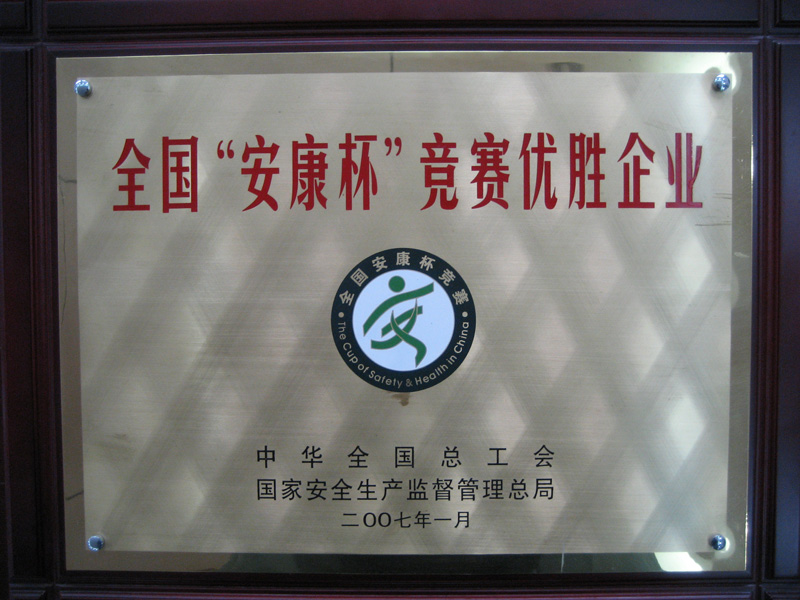 全国“安康杯”竞赛优胜企业
全国安康杯竞赛
The Cup of Safety & Health in China
中华全国总工会
国家安全生产监督管理总局
二〇〇七年一月